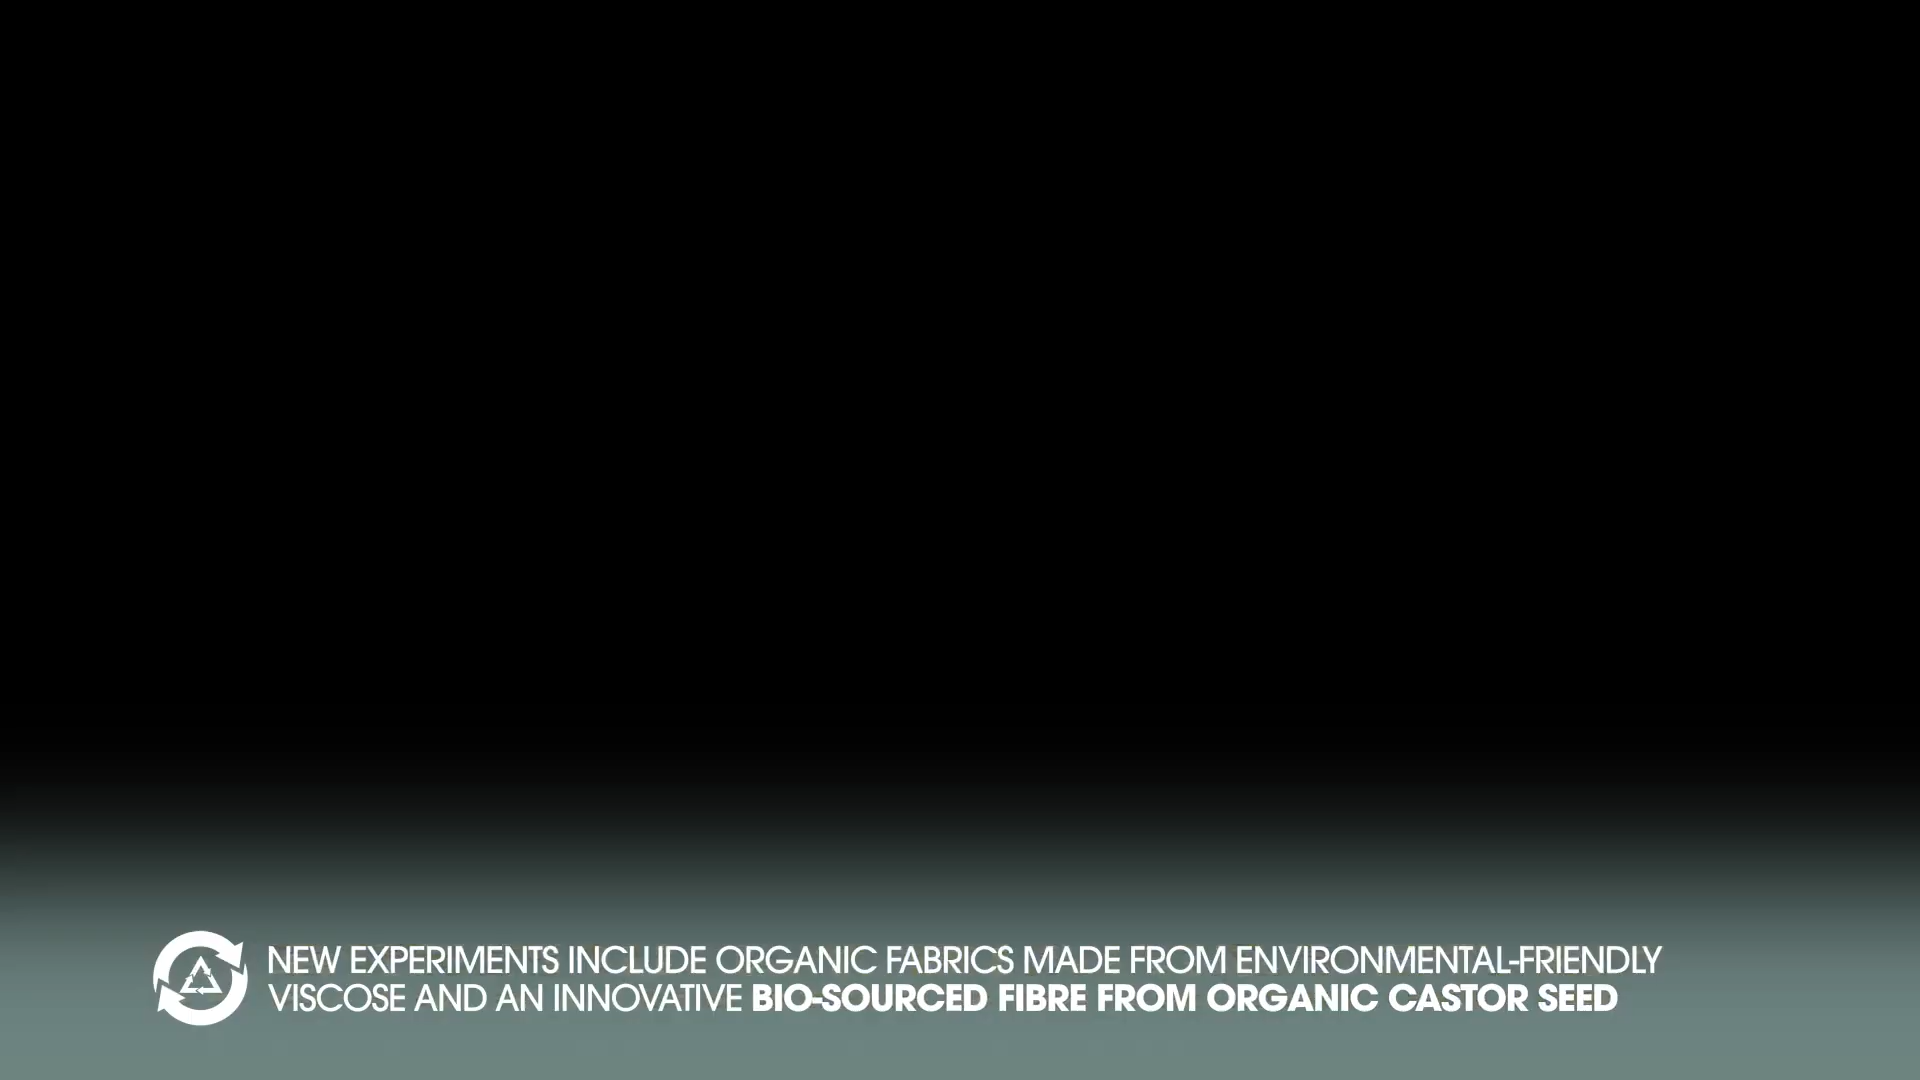 NEW EXPERIMENTS INCLUDE ORGANIC FABRICS MADE FROM ENVIRONMENTAL-FRIENDLY
VISCOSE AND AN INNOVATIVE BIO-SOURCED FIBRE FROM ORGANIC CASTOR SEED